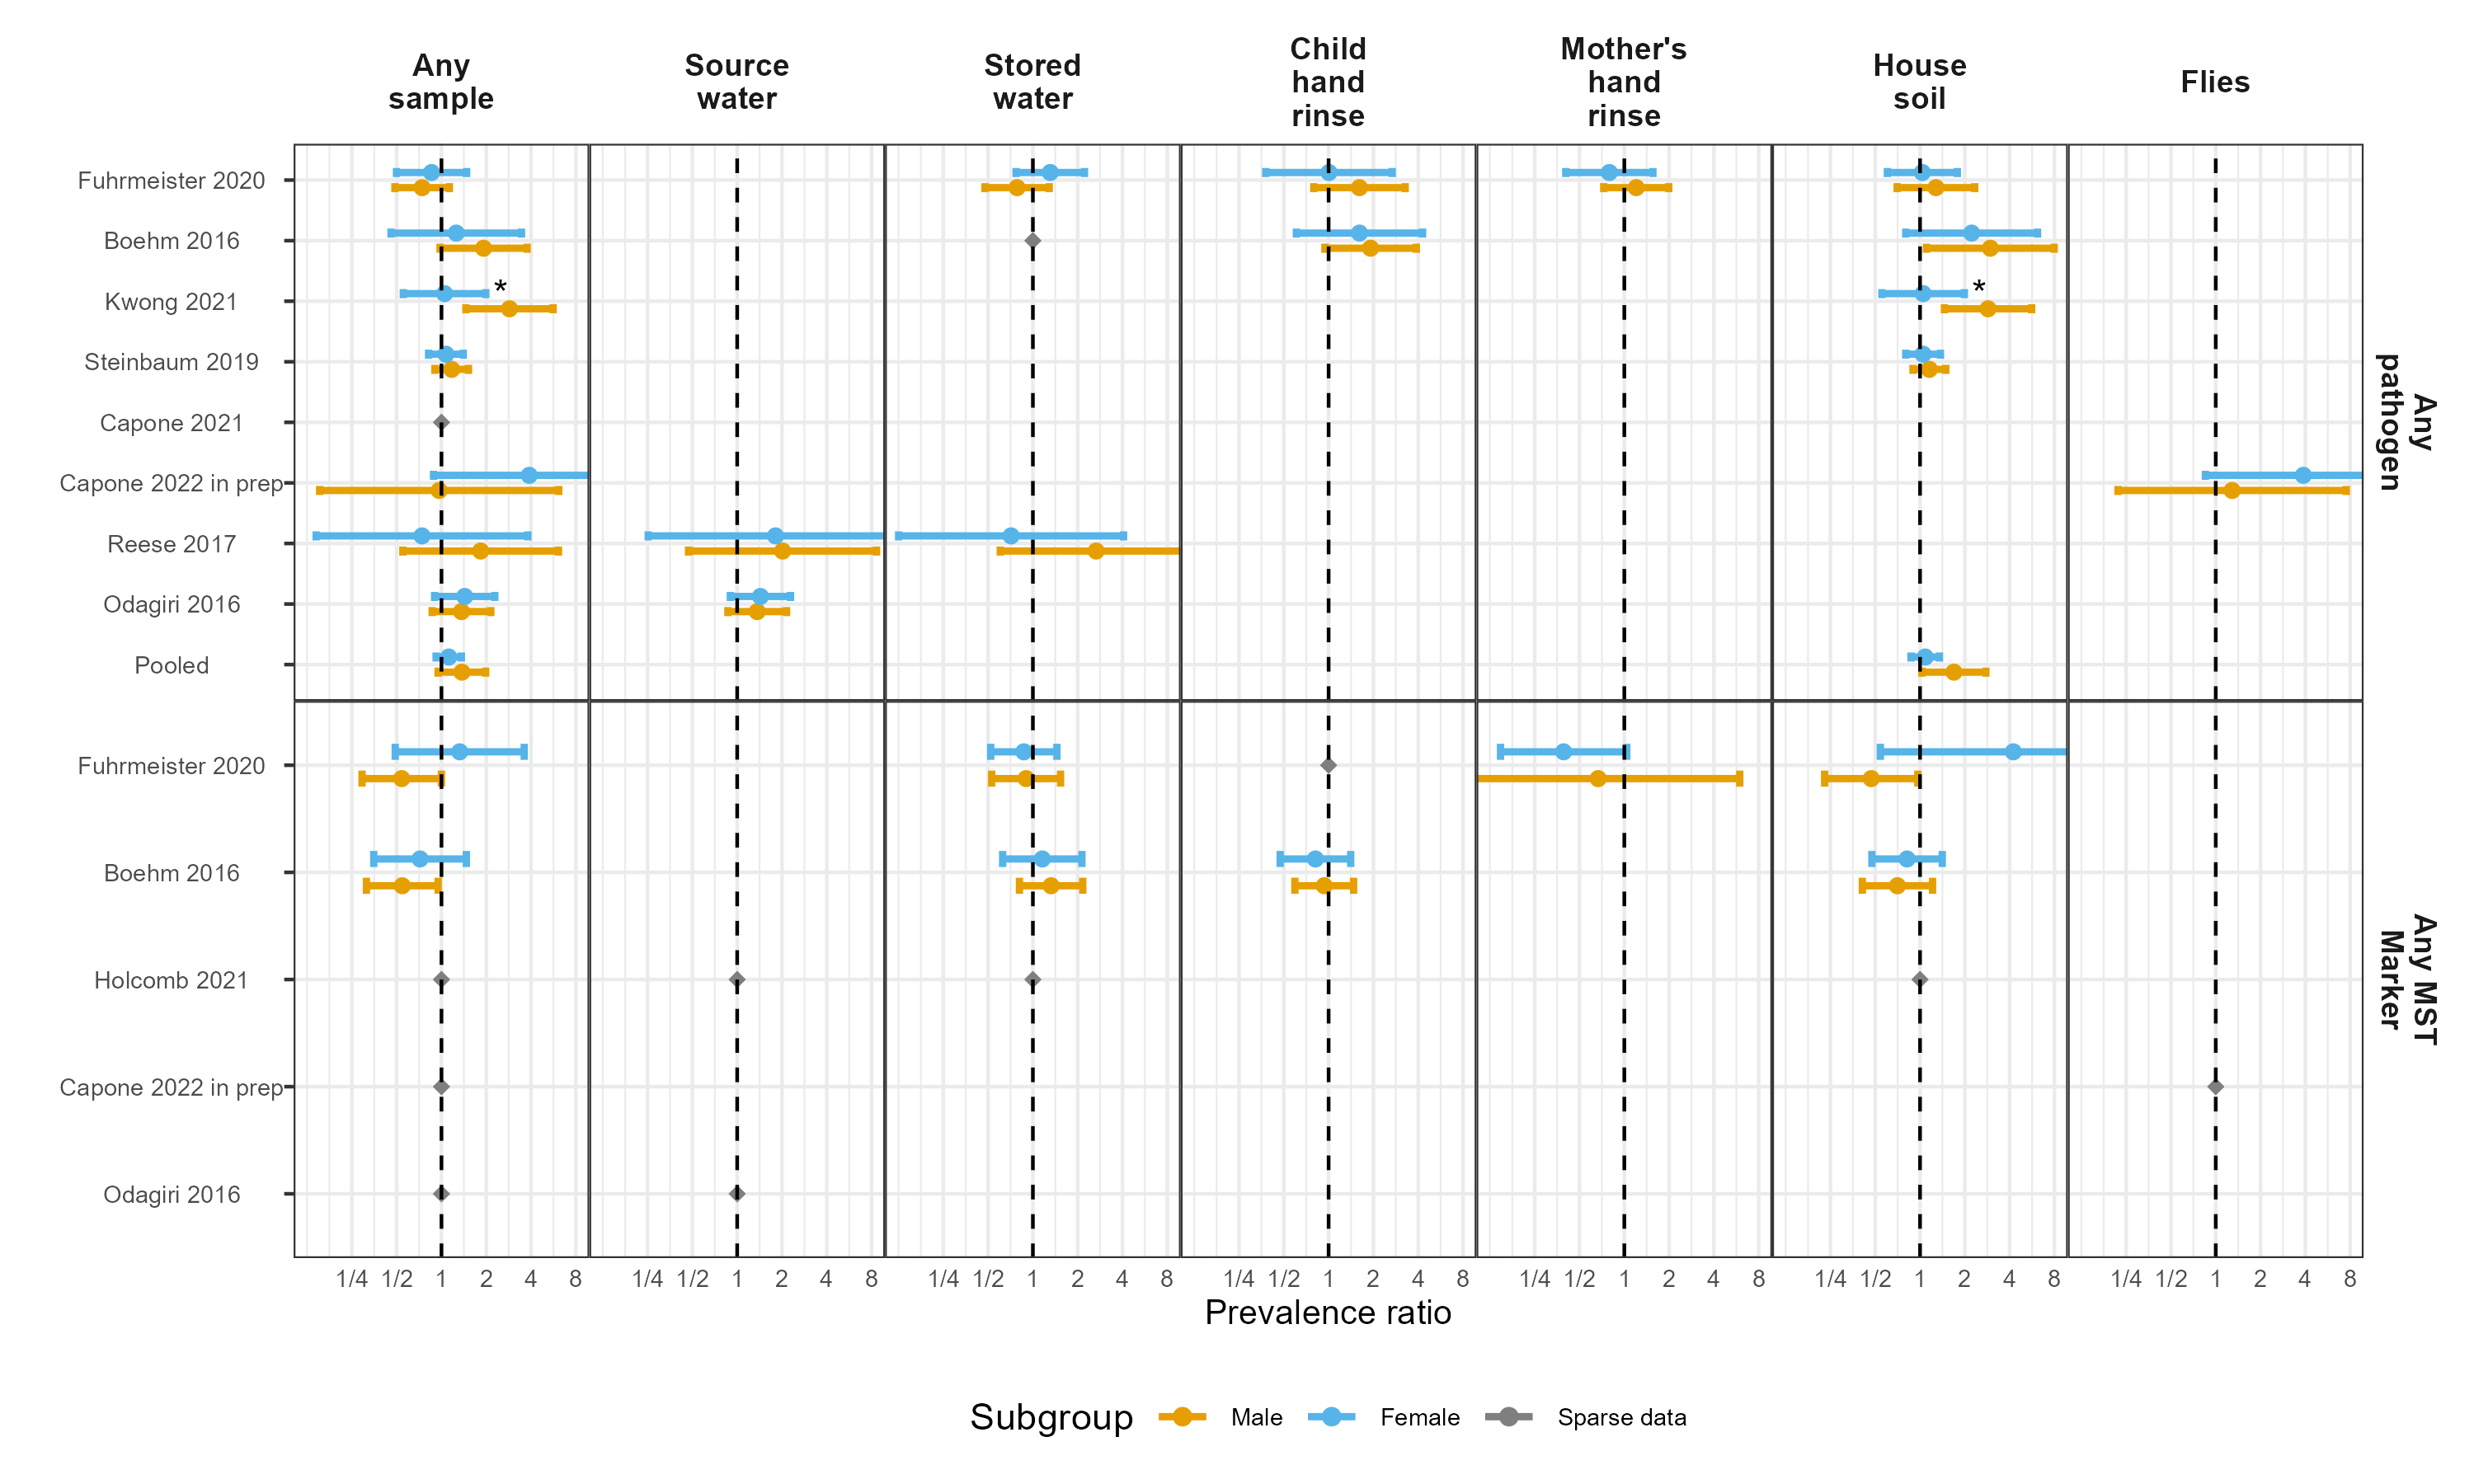 Any
sample
Source
water
Stored
water
Child
hand
rinse
Mother's
hand
rinse
House
soil
Flies
Fuhrmeister 2020
Boehm 2016
Kwong 2021
*
*
Steinbaum 2019
Capone 2021
Capone 2022 in prep
Reese 2017
Odagiri 2016
Pooled
Any
pathogen
Fuhrmeister 2020
Boehm 2016
Holcomb 2021
Capone 2022 in prep
Odagiri 2016
Any MST
Marker
1/4 1/2 1 2 4 8 1/4 1/2 1 2 4 8 1/4 1/2 1 2 4 8 1/4 1/2 1 2 4 8 1/4 1/2 1 2 4 8 1/4 1/2 1 2 4 8 1/4 1/2 1 2 4 8
Prevalence ratio
Subgroup Male Female Sparse data